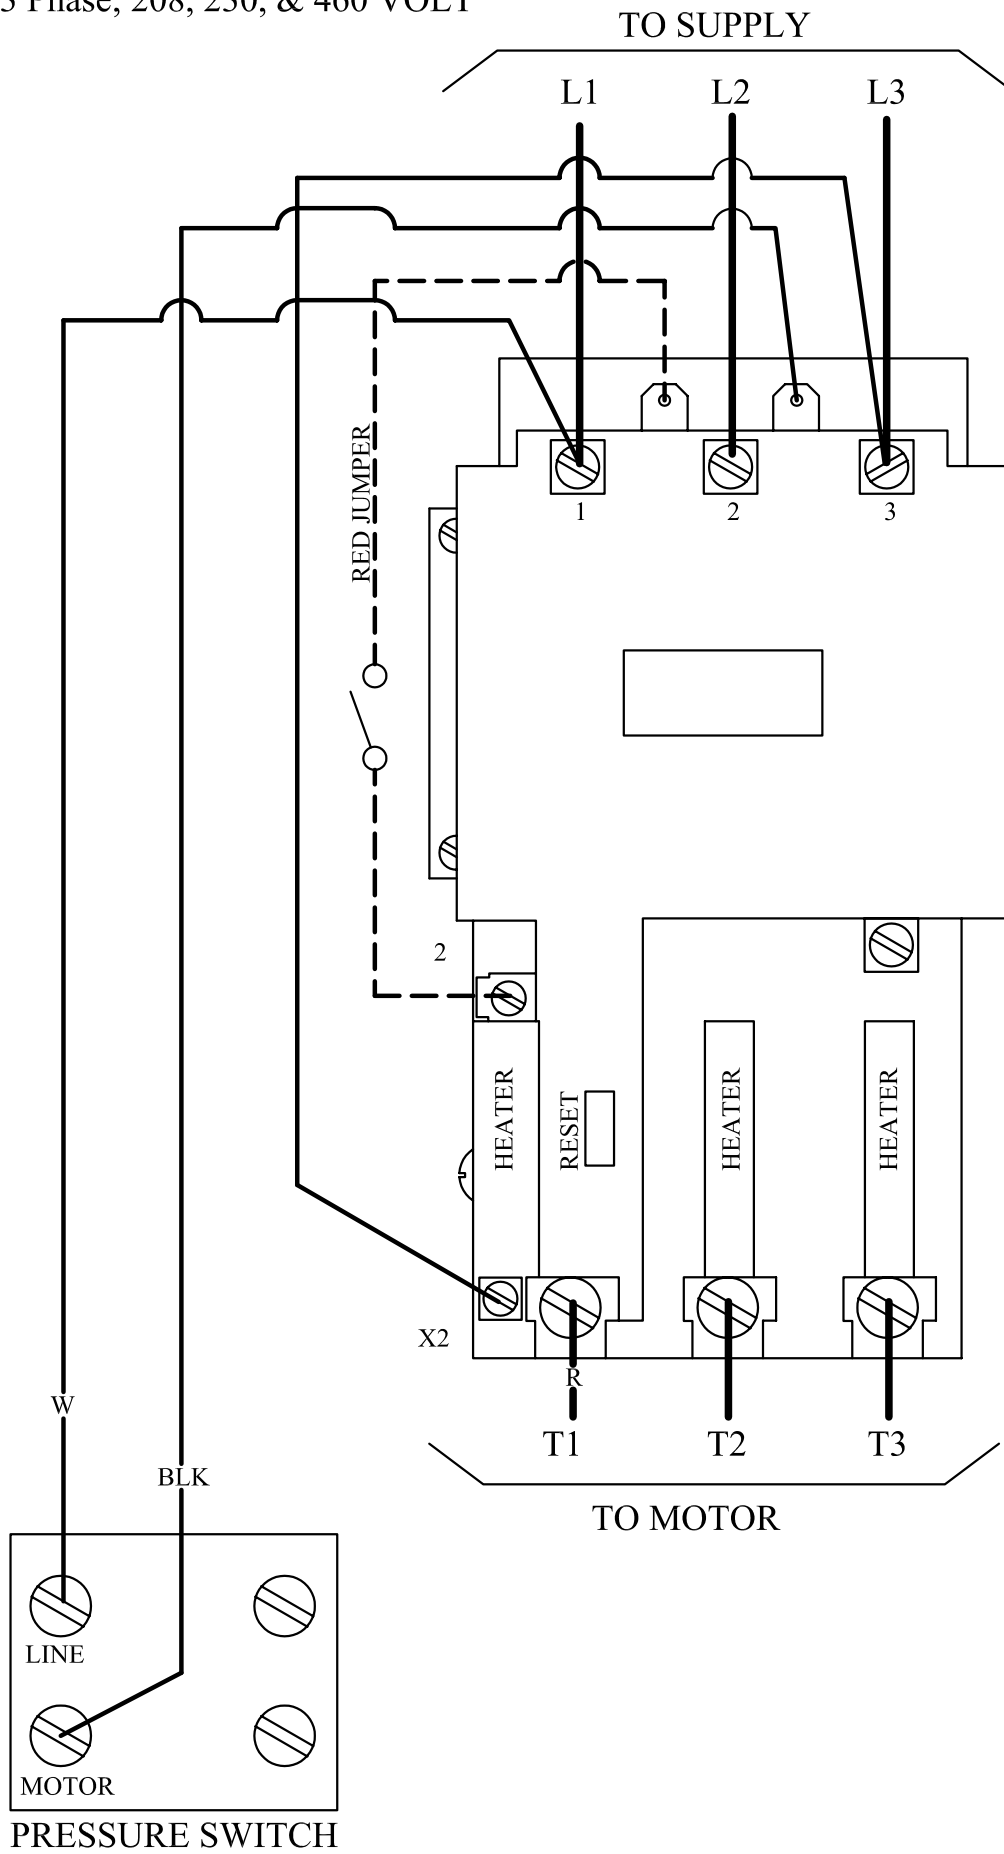 3 Phase, 208, 230, & 460 VOLT
TO SUPPLY
L1 L2 L3
RED JUMPER
1 2 3
2
HEATER
RESET
HEATER
HEATER
X2
R
T1 T2 T3
TO MOTOR
W
BLK
LINE
MOTOR
PRESSURE SWITCH